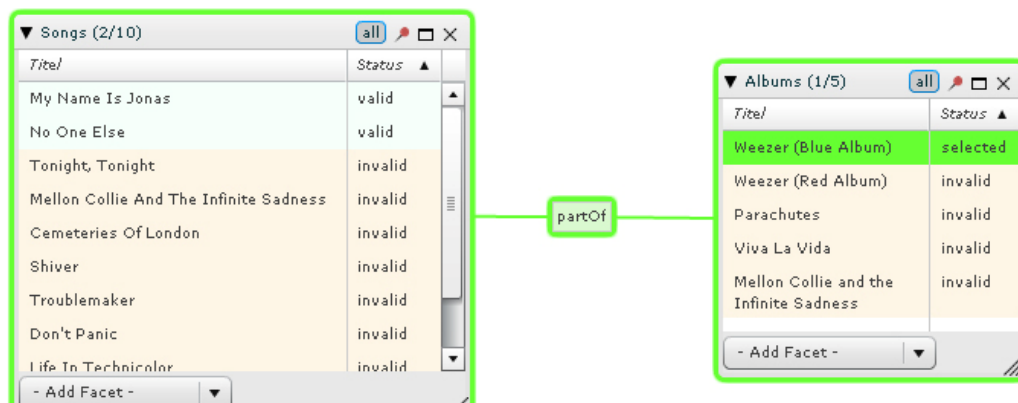 Songs (2/10) all
Titel Status
My Name Is Jonas valid
No One Else valid
Tonight, Tonight invalid
Mellon Collie And The Infinite Sadness invalid
Cemeteries Of London invalid
Shiver invalid
Troublemaker invalid
Don't Panic invalid
Life In Technicolor invalid
- Add Facet -
partOf
Albums (1/5) all
Titel Status
Weezer (Blue Album) selected
Weezer (Red Album) invalid
Parachutes invalid
Viva La Vida invalid
Mellon Collie and the invalid
Infinite Sadness
- Add Facet -